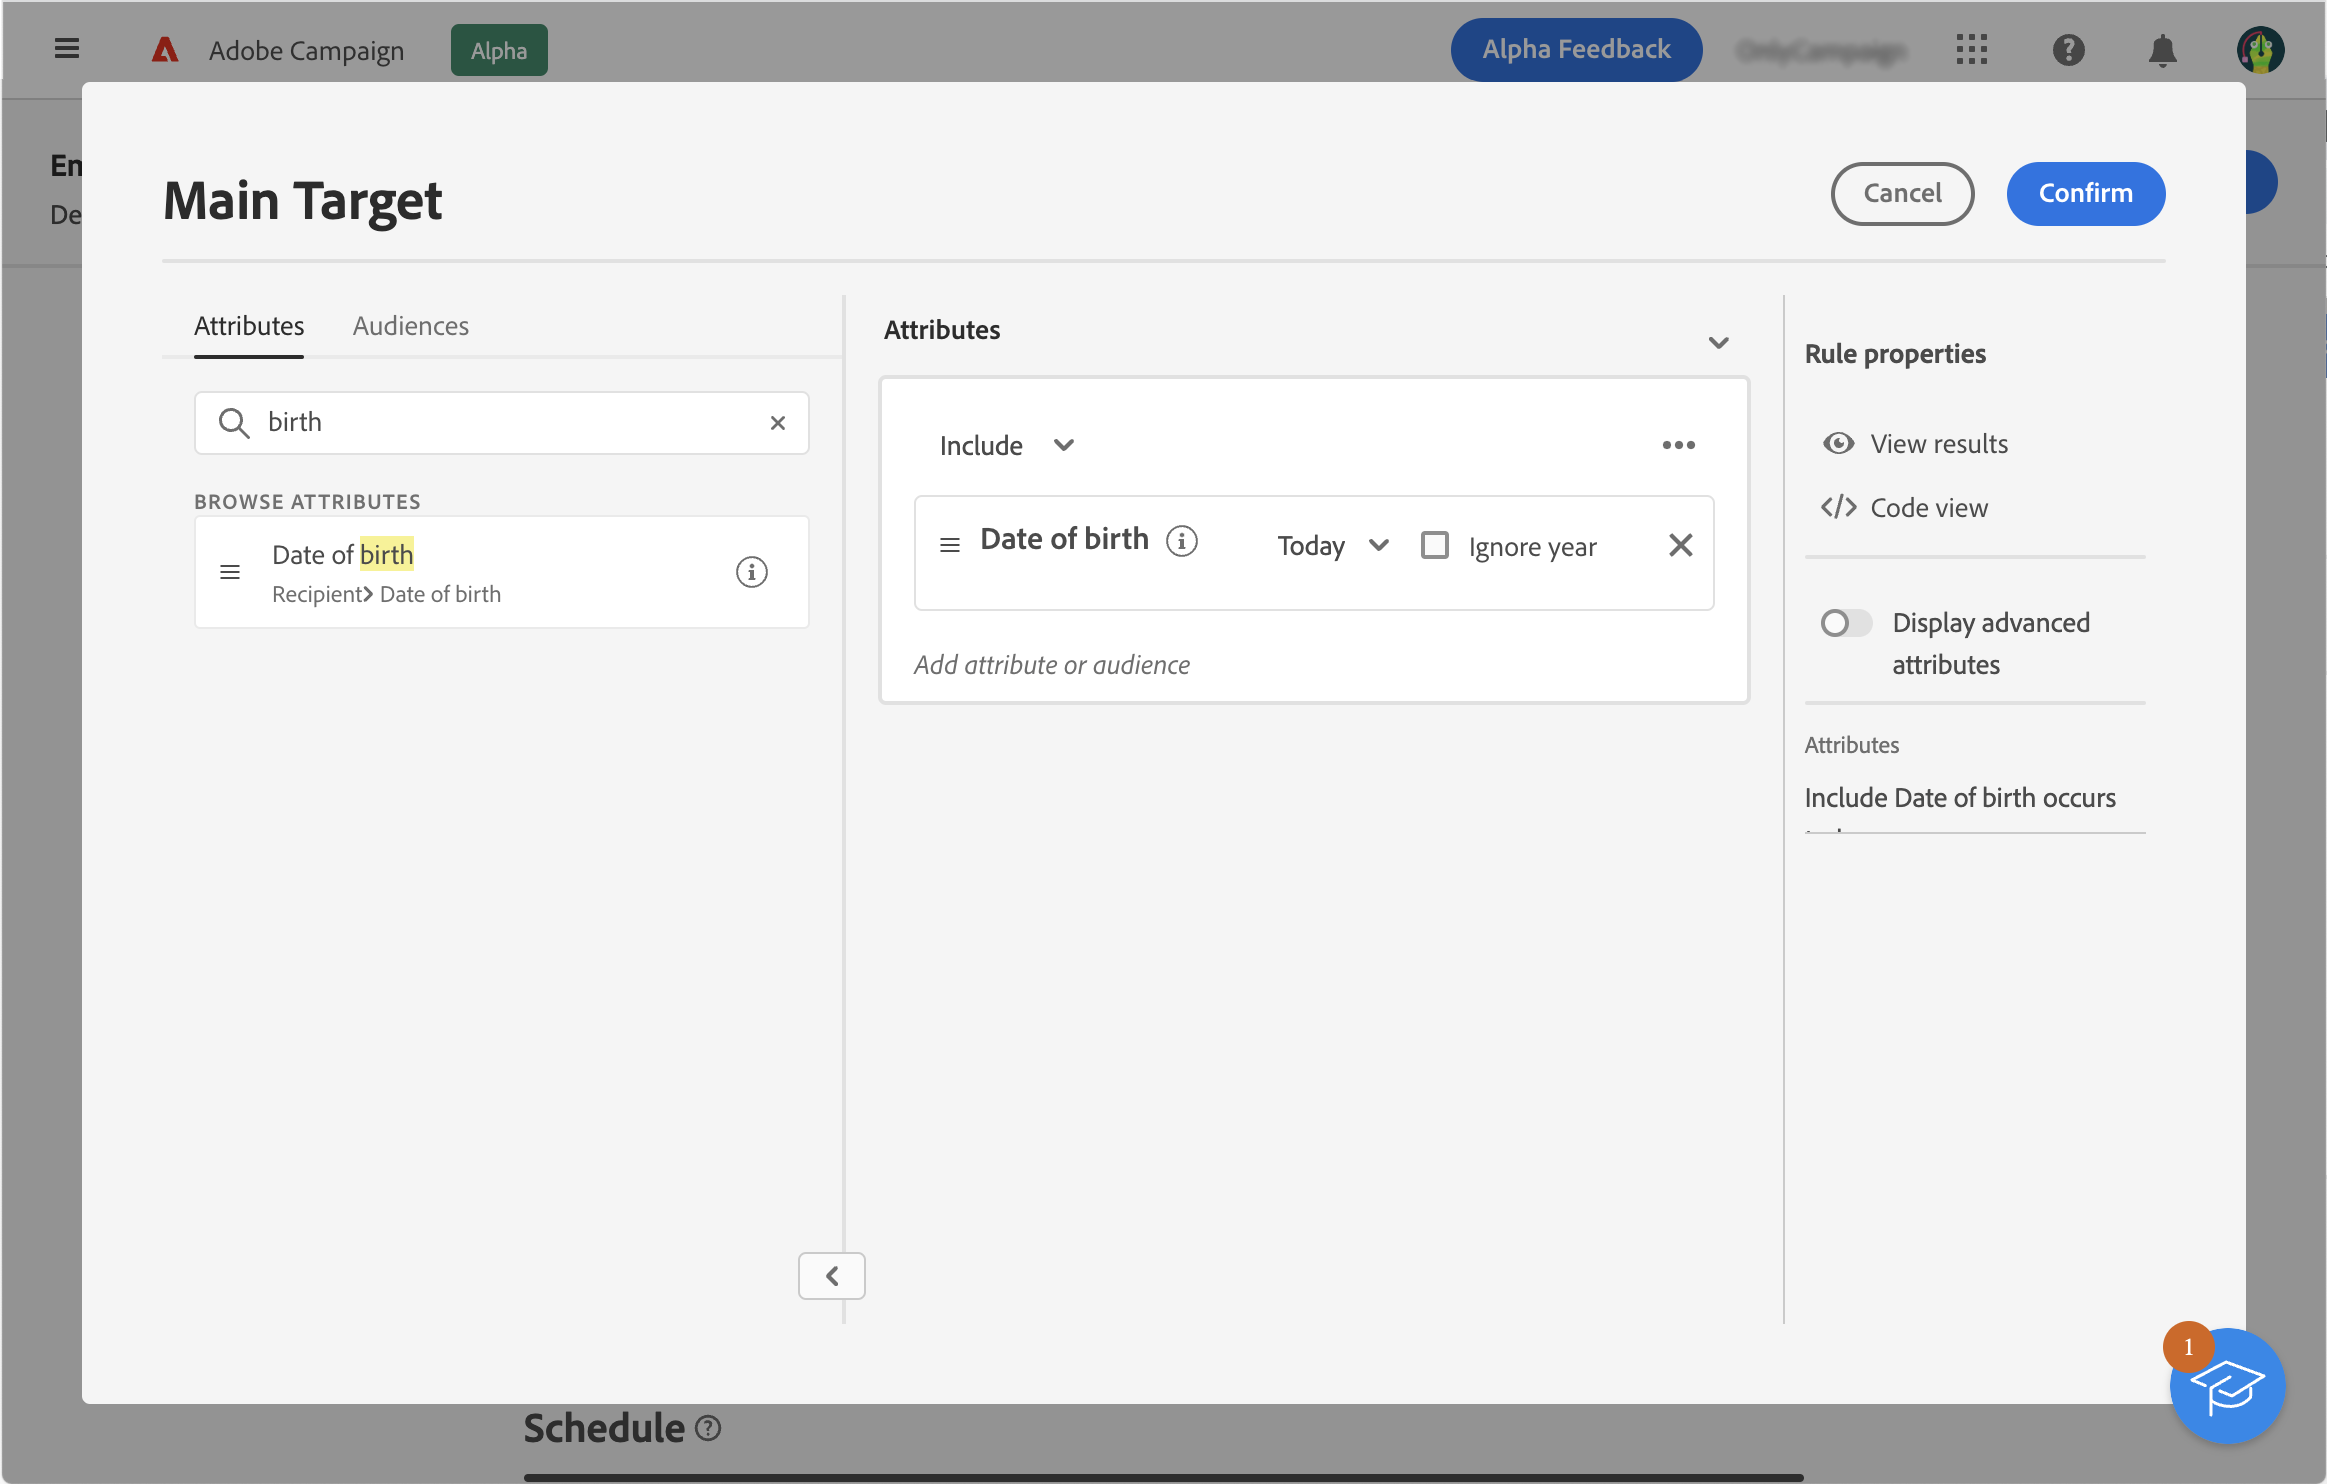 Adobe Campaign
Alpha
Alpha Feedback
En
De
Main Target
Cancel
Confirm
Attributes
Audiences
birth
BROWSE ATTRIBUTES
Date of birth
Recipient> Date of birth
Attributes
Include
Date of birth
Today
Ignore year
Add attribute or audience
Rule properties
View results
</> Code view
Display advanced
attributes
Attributes
Include Date of birth occurs
1
Schedule